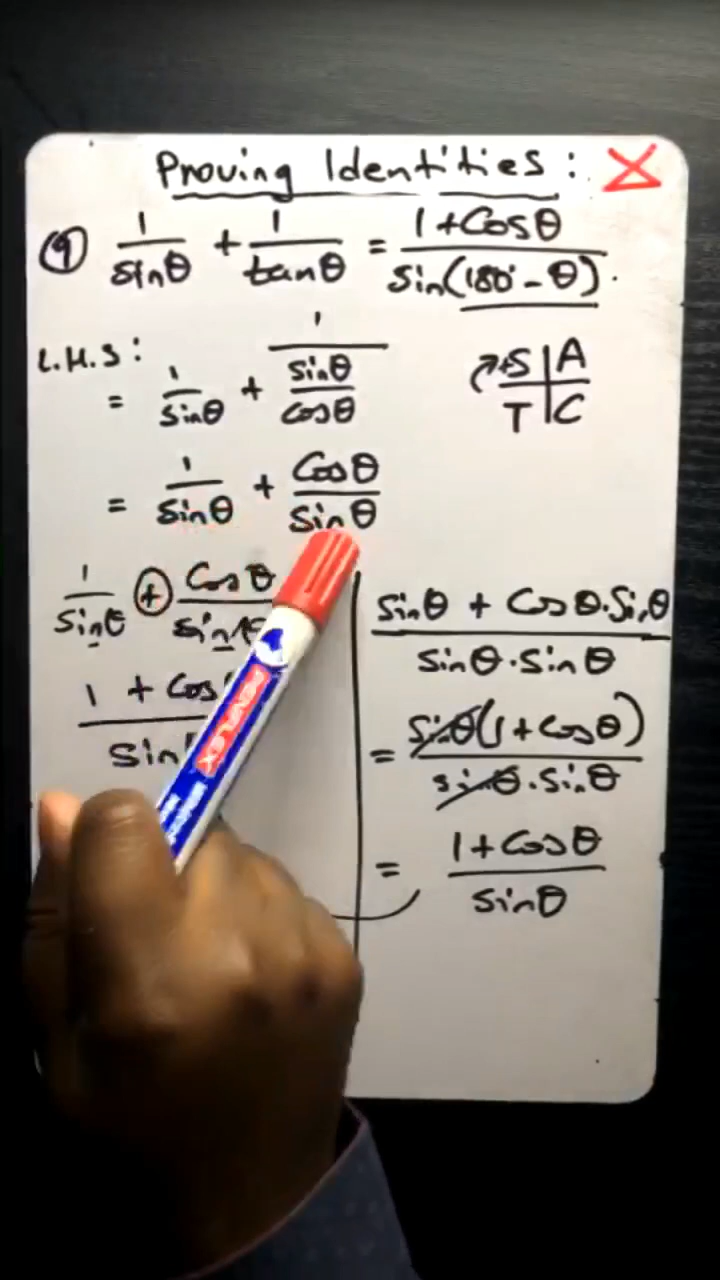 Proving Identities:
9) 1/sinθ + 1/tanθ = 1+Cosθ/sin(180° - θ).
L.H.S:
= 1/sinθ + 1/(sinθ/cosθ)
S | A
T | C
= 1/sinθ + Cosθ/sinθ
1/sinθ + Cosθ/sinθ
1 + Cos
sin
sinθ + Cosθ.Sinθ/sinθ.sinθ
= sinθ(1+Cosθ)/sinθ.sinθ
= 1+Cosθ/sinθ
PENFLEX